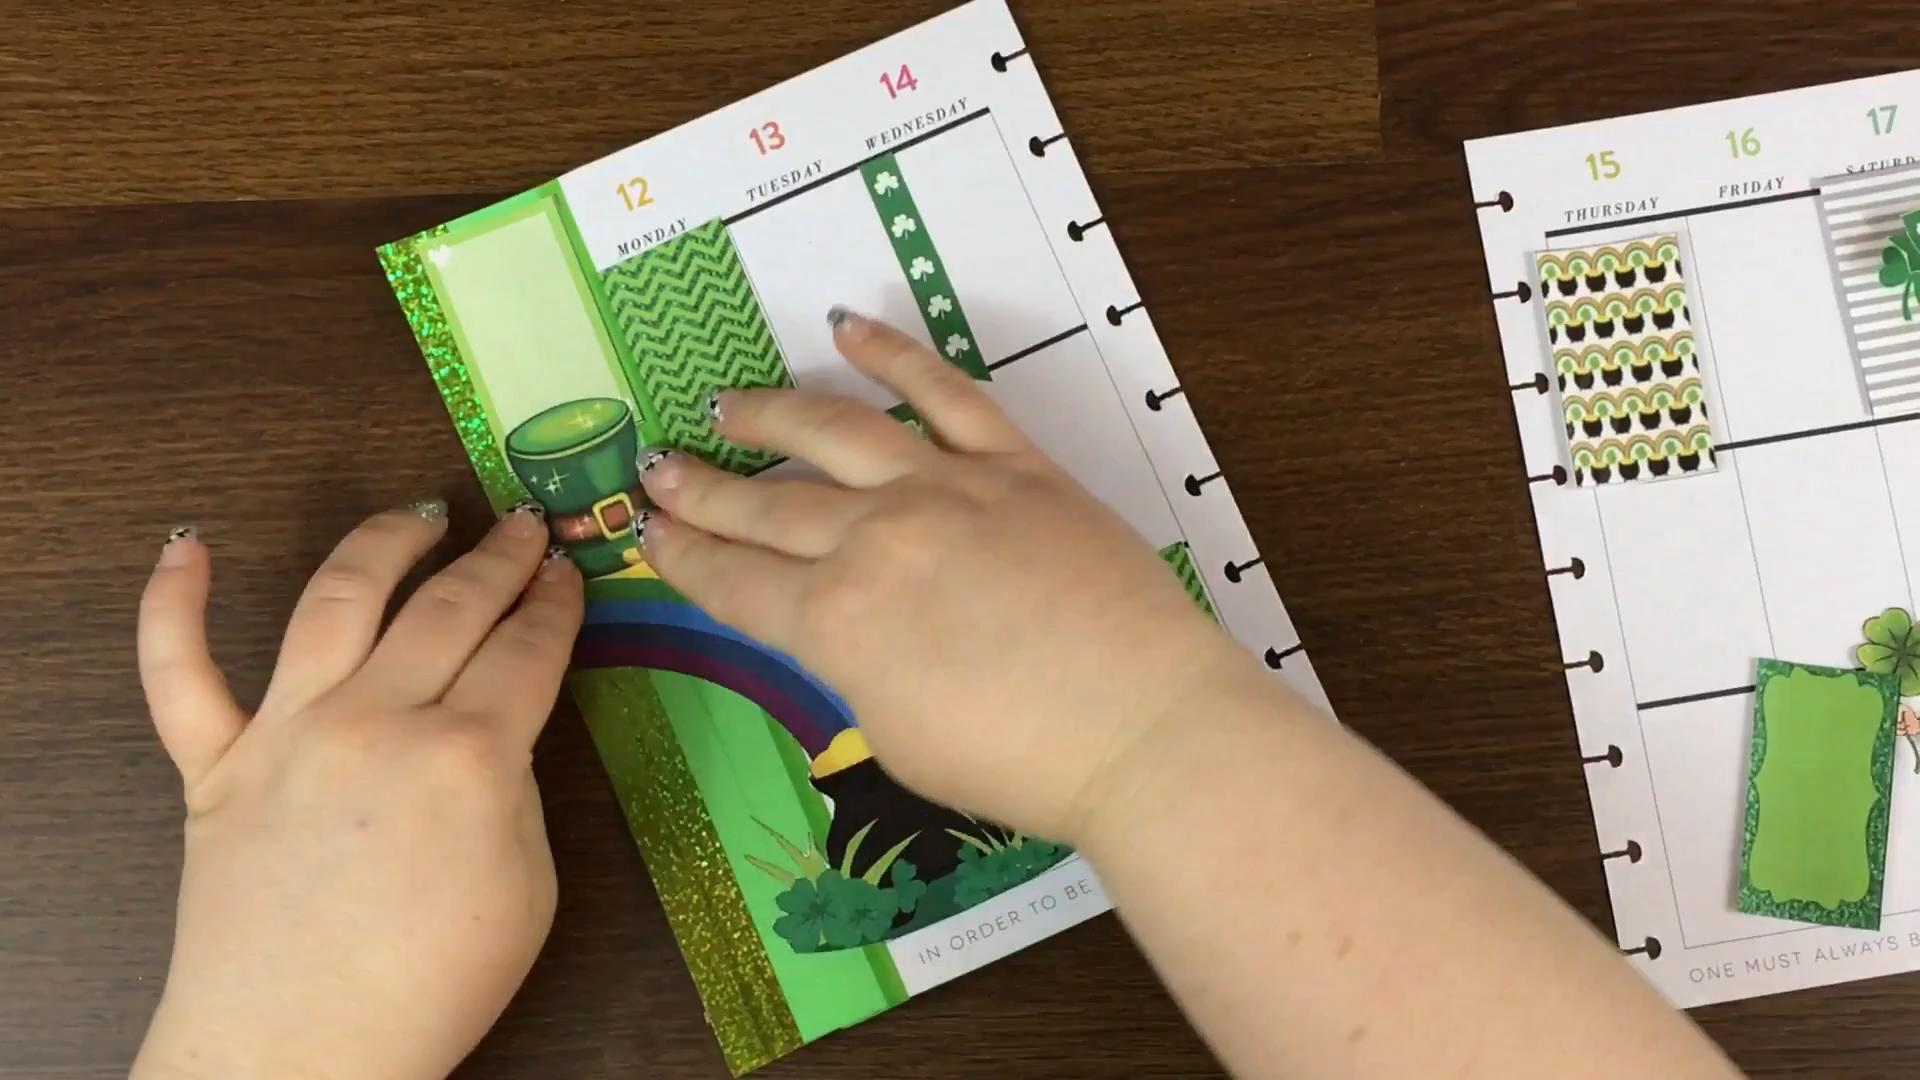 12
MONDAY
13
TUESDAY
14
WEDNESDAY
IN ORDER TO BE
15
THURSDAY
16
FRIDAY
17
ONE MUST ALWAYS